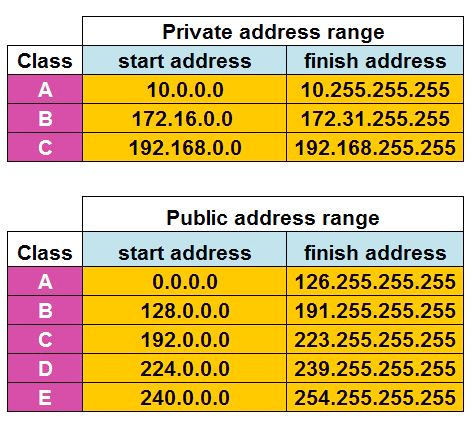 Private address range
Class start address finish address
A 10.0.0.0 10.255.255.255
B 172.16.0.0 172.31.255.255
C 192.168.0.0 192.168.255.255
Public address range
Class start address finish address
A 0.0.0.0 126.255.255.255
B 128.0.0.0 191.255.255.255
C 192.0.0.0 223.255.255.255
D 224.0.0.0 239.255.255.255
E 240.0.0.0 254.255.255.255